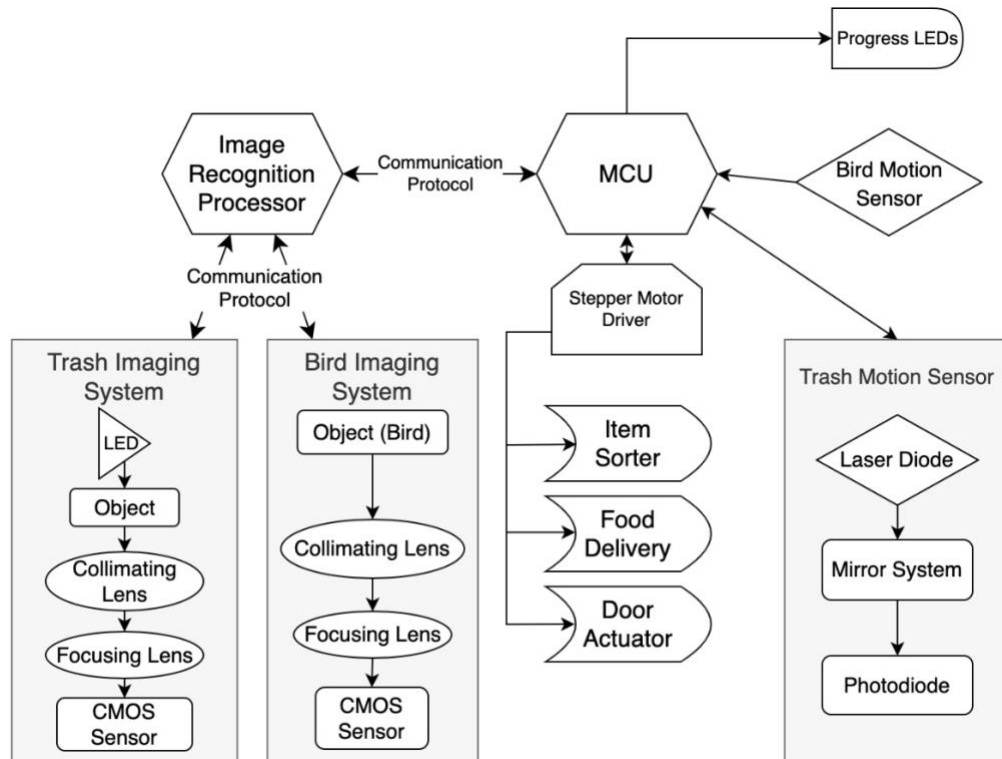 Progress LEDs
Image
Recognition
Processor
Communication
Protocol
MCU
Bird Motion
Sensor
Communication
Protocol
Stepper Motor
Driver
Trash Imaging
System
LED
Object
Collimating
Lens
Focusing Lens
CMOS
Sensor
Bird Imaging
System
Object (Bird)
Collimating Lens
Focusing Lens
CMOS
Sensor
Item
Sorter
Food
Delivery
Door
Actuator
Trash Motion Sensor
Laser Diode
Mirror System
Photodiode